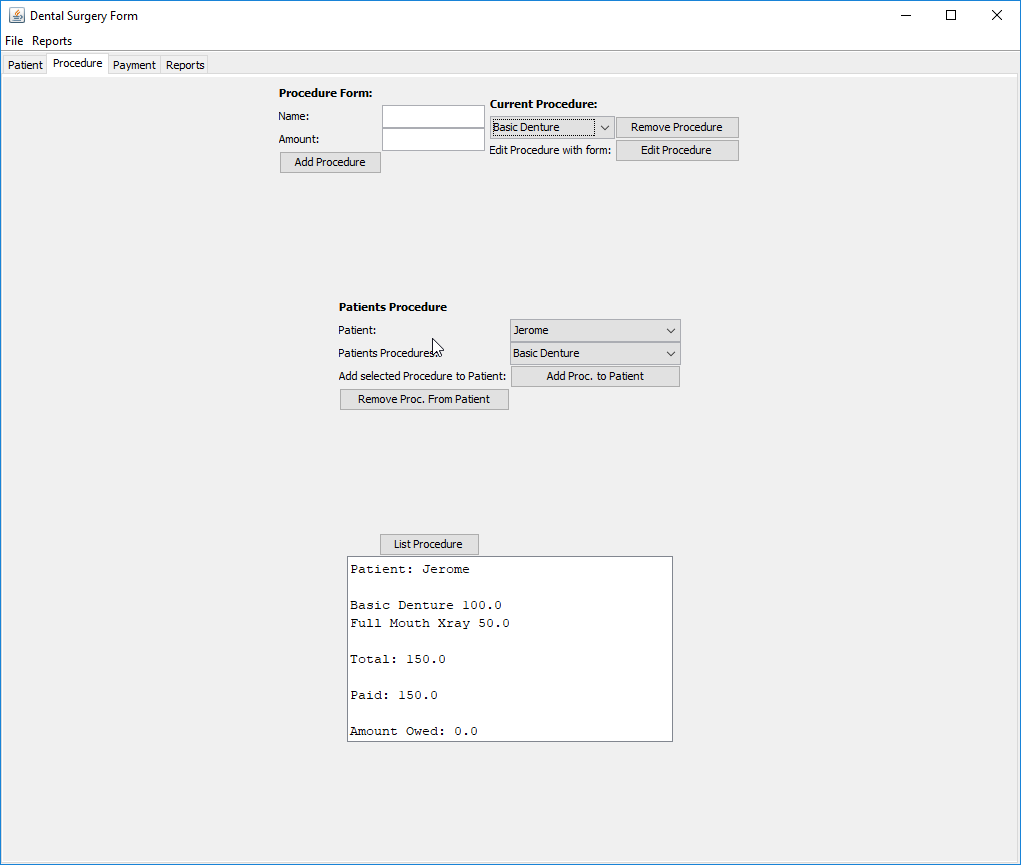 Dental Surgery Form
File Reports
Patient Procedure Payment Reports
Procedure Form:
Name:
Amount:
Add Procedure
Current Procedure:
Basic Denture Remove Procedure
Edit Procedure with form: Edit Procedure
Patients Procedure
Patient: Jerome
Patients Procedures: Basic Denture
Add selected Procedure to Patient: Add Proc. to Patient
Remove Proc. From Patient
List Procedure
Patient: Jerome
Basic Denture 100.0
Full Mouth Xray 50.0
Total: 150.0
Paid: 150.0
Amount Owed: 0.0